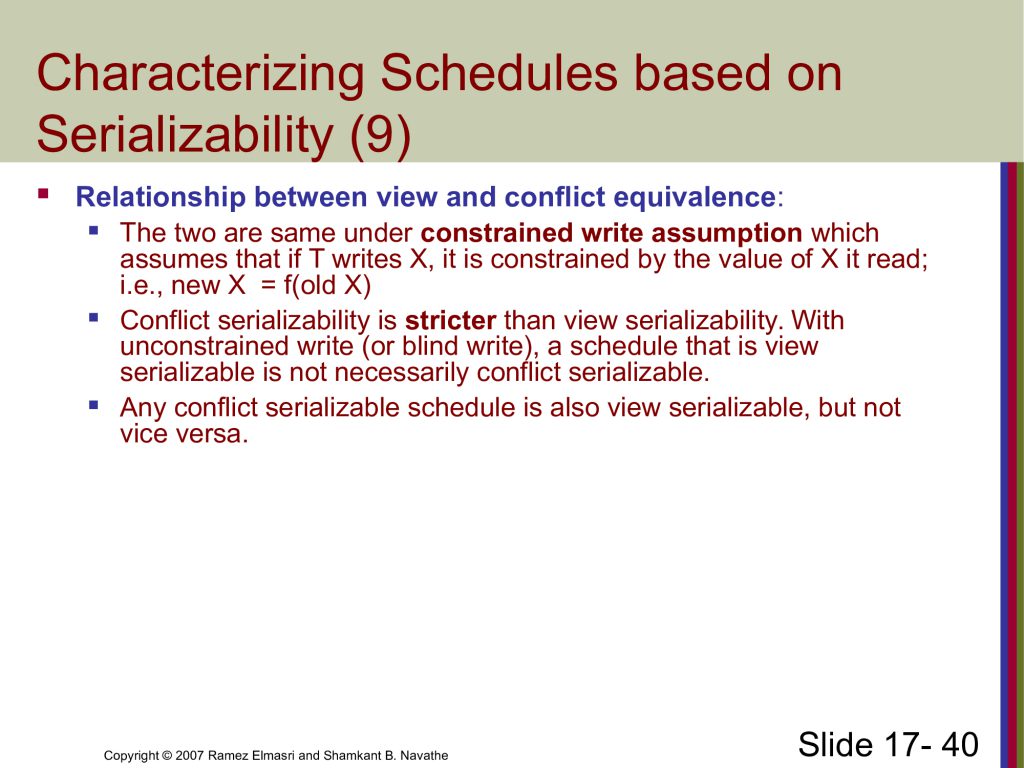 Characterizing Schedules based on
Serializability (9)
Relationship between view and conflict equivalence:
The two are same under constrained write assumption which
assumes that if T writes X, it is constrained by the value of X it read;
i.e., new X  = f(old X)
Conflict serializability is stricter than view serializability. With
unconstrained write (or blind write), a schedule that is view
serializable is not necessarily conflict serializable.
Any conflict serializable schedule is also view serializable, but not
vice versa.
Copyright © 2007 Ramez Elmasri and Shamkant B. Navathe
Slide 17- 40